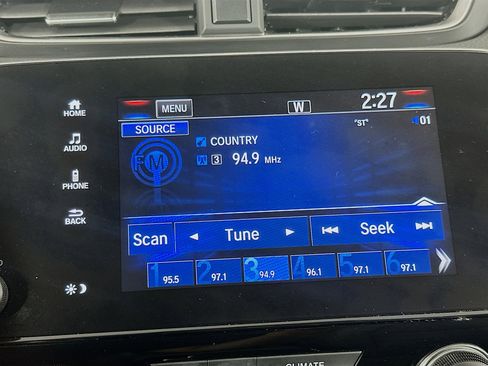 HOME
AUDIO
PHONE
BACK
MENU
W
2:27
SOURCE
"ST"
01
COUNTRY
FM
3 94.9 MHz
Scan Tune Seek
1 95.5 2 97.1 3 94.9 4 96.1 5 97.1 6 97.1
CLIMATE